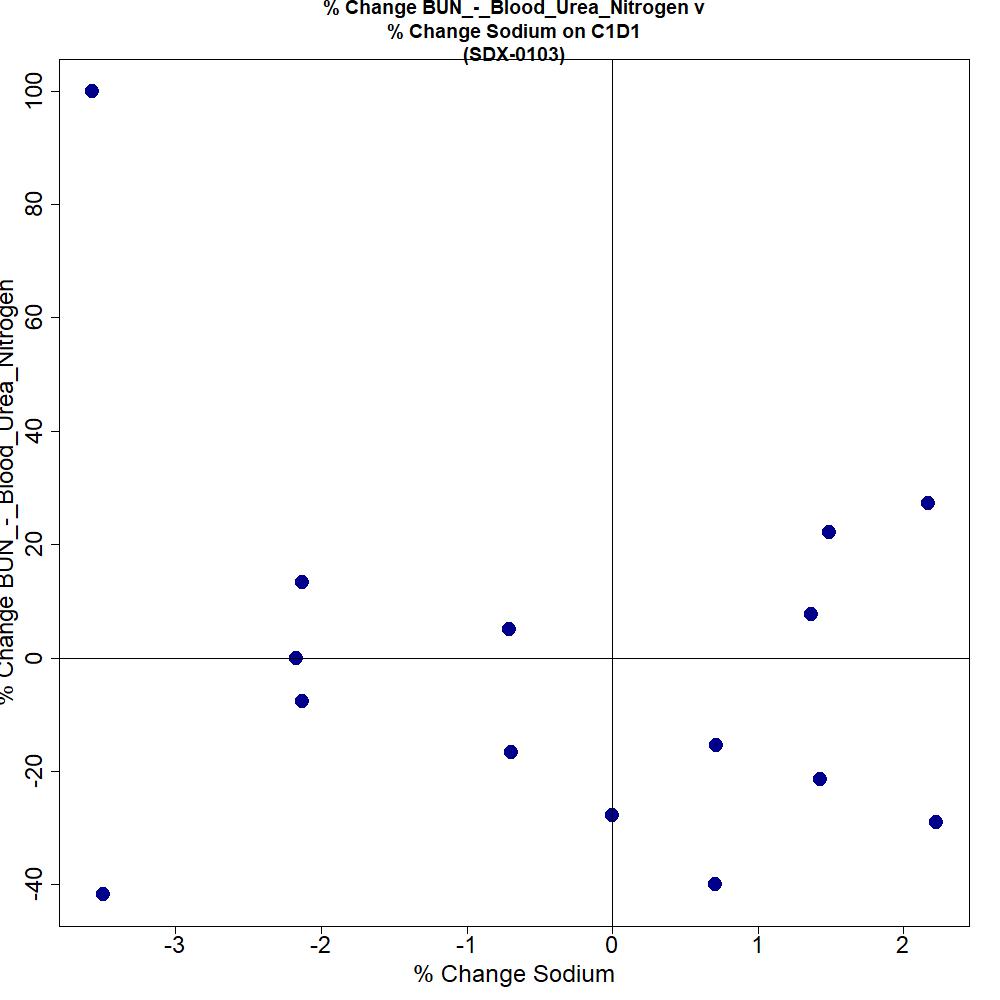 % Change BUN_-_Blood_Urea_Nitrogen v
% Change Sodium on C1D1
(SDX-0103)
% Change BUN_-_Blood_Urea_Nitrogen
100
80
60
40
20
0
-20
-40
-3
-2
-1
0
1
2
% Change Sodium